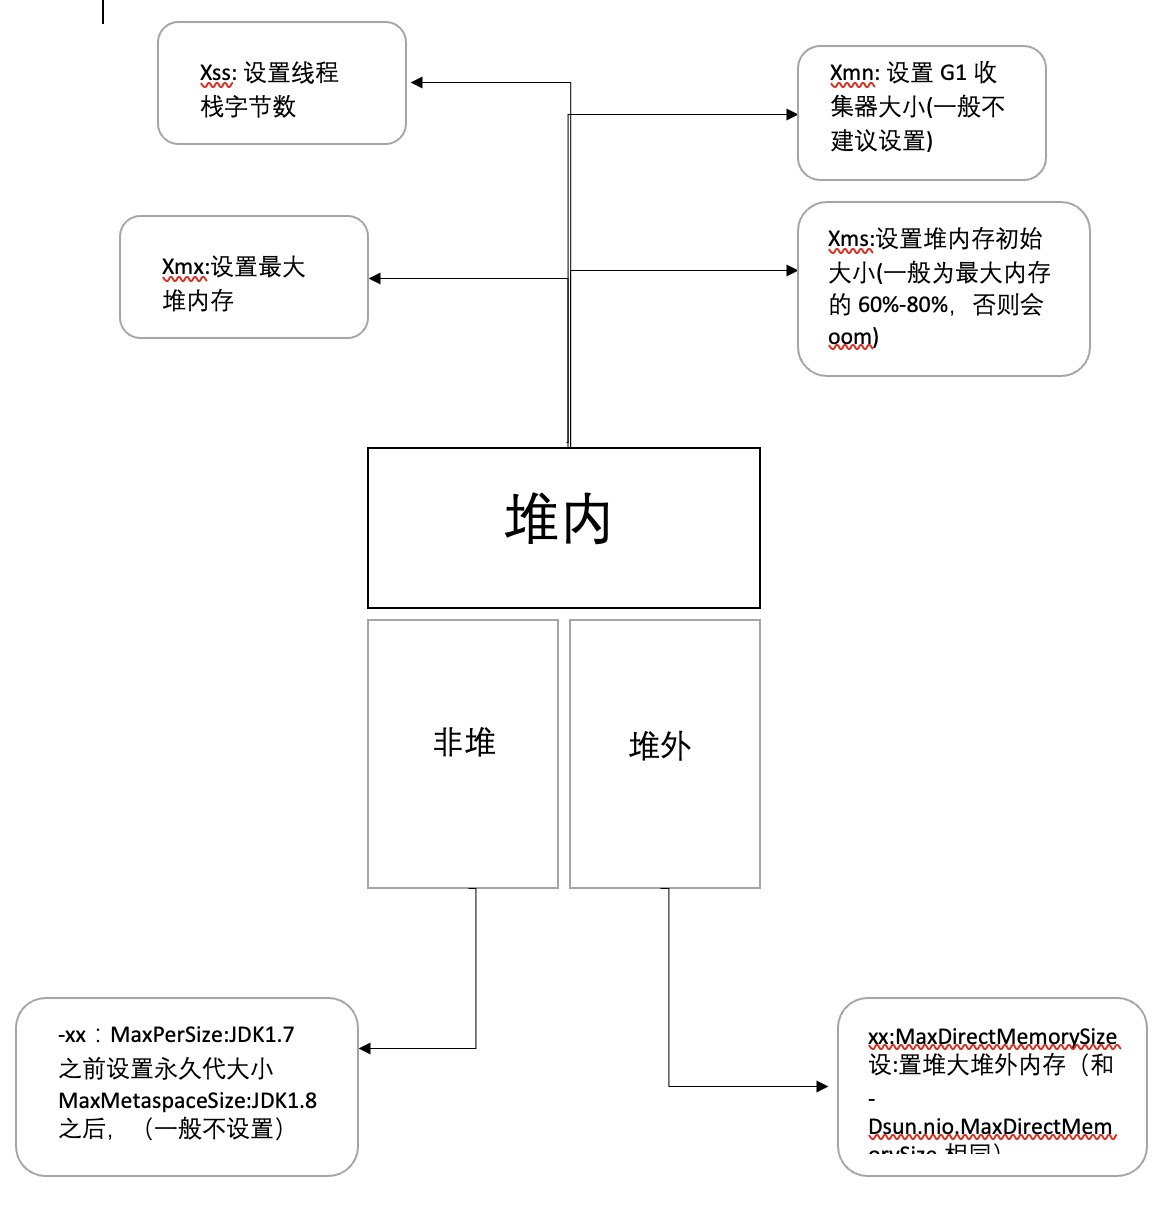 Xss: 设置线程
栈字节数
Xmn: 设置 G1 收
集器大小(一般不
建议设置)
Xmx:设置最大
堆内存
Xms:设置堆内存初始
大小(一般为最大内存
的 60%-80%，否则会
oom)
堆内
非堆
堆外
-xx：MaxPerSize:JDK1.7
之前设置永久代大小
MaxMetaspaceSize:JDK1.8
之后，（一般不设置）
xx:MaxDirectMemorySize
设:置堆大堆外内存（和
-
Dsun.nio.MaxDirectMem
orySize 相同）